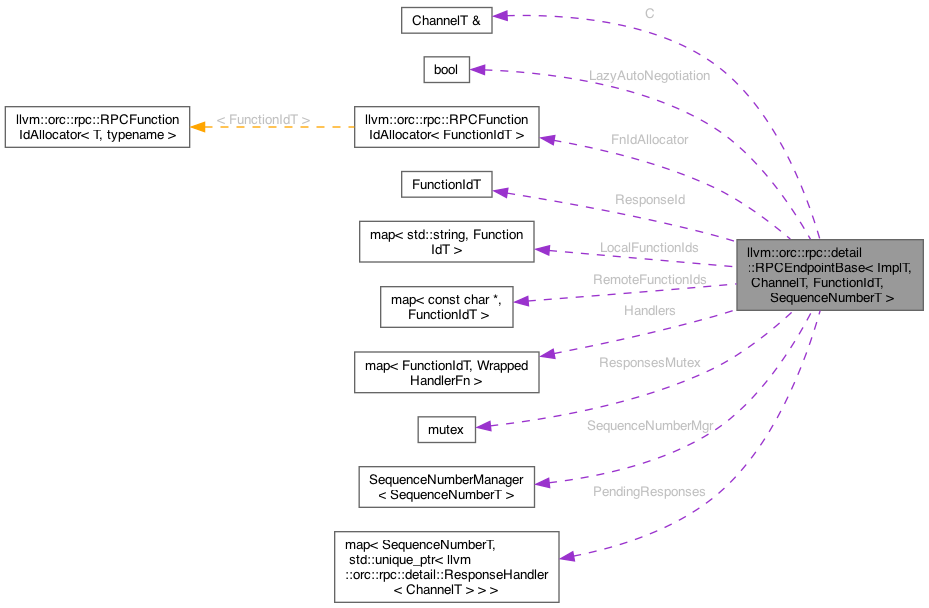 ChannelT &
C
bool
LazyAutoNegotiation
llvm::orc::rpc::RPCFunction
IdAllocator< T, typename >
< FunctionIdT >
llvm::orc::rpc::RPCFunction
IdAllocator< FunctionIdT >
FnIdAllocator
FunctionIdT
ResponseId
map< std::string, Function
IdT >
LocalFunctionIds
llvm::orc::rpc::detail
::RPCEndpointBase< ImplT,
ChannelT, FunctionIdT,
SequenceNumberT >
map< const char *,
FunctionIdT >
RemoteFunctionIds
Handlers
map< FunctionIdT, Wrapped
HandlerFn >
ResponsesMutex
mutex
SequenceNumberMgr
SequenceNumberManager
< SequenceNumberT >
PendingResponses
map< SequenceNumberT,
std::unique_ptr< llvm
::orc::rpc::detail::ResponseHandler
< ChannelT > > >